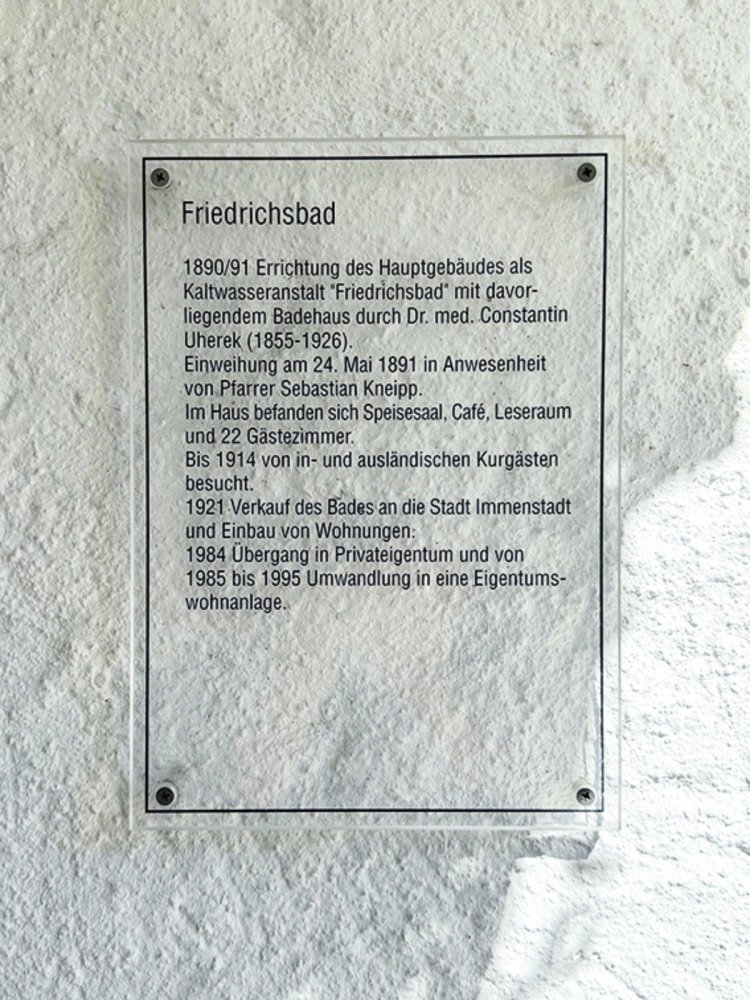 Friedrichsbad
1890/91 Errichtung des Hauptgebäudes als
Kaltwasseranstalt "Friedrichsbad" mit davor-
liegendem Badehaus durch Dr. med. Constantin
Uherek (1855-1926).
Einweihung am 24. Mai 1891 in Anwesenheit
von Pfarrer Sebastian Kneipp.
Im Haus befanden sich Speisesaal, Café, Leseraum
und 22 Gästezimmer.
Bis 1914 von in- und ausländischen Kurgästen
besucht.
1921 Verkauf des Bades an die Stadt Immenstadt
und Einbau von Wohnungen.
1984 Übergang in Privateigentum und von
1985 bis 1995 Umwandlung in eine Eigentums-
wohnanlage.